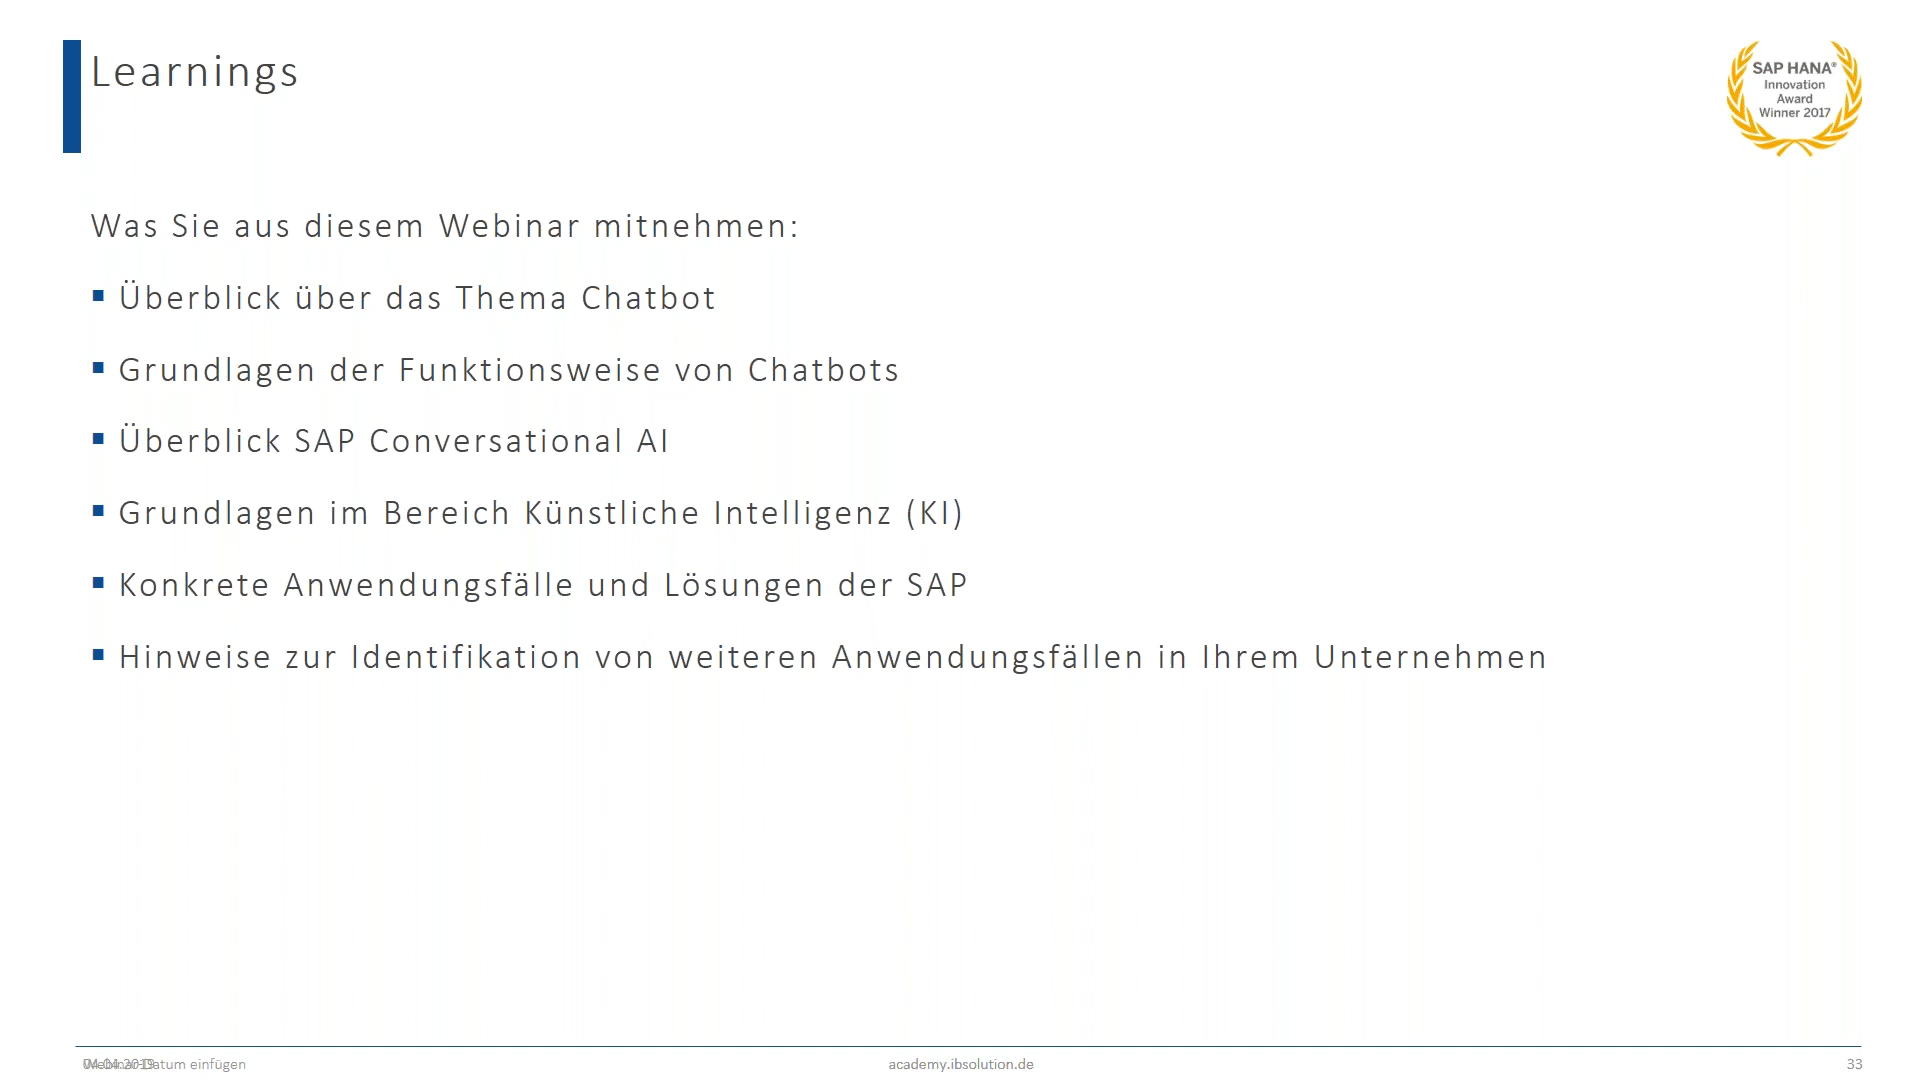 Learnings
SAP HANA®
Innovation
Award
Winner 2017
Was Sie aus diesem Webinar mitnehmen:
▪ Überblick über das Thema Chatbot
▪ Grundlagen der Funktionsweise von Chatbots
▪ Überblick SAP Conversational AI
▪ Grundlagen im Bereich Künstliche Intelligenz (KI)
▪ Konkrete Anwendungsfälle und Lösungen der SAP
▪ Hinweise zur Identifikation von weiteren Anwendungsfällen in Ihrem Unternehmen
einfügen
academy.ibsolution.de
33